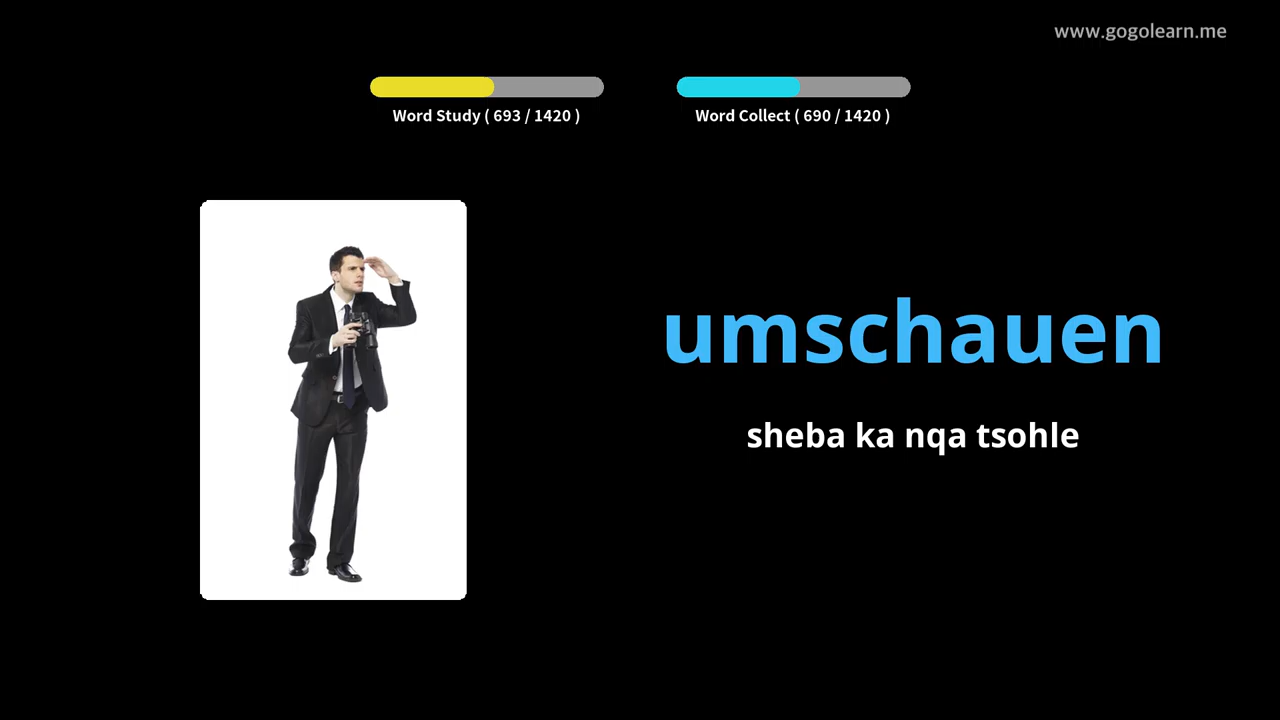 www.gogolearn.me
Word Study ( 693 / 1420 )
Word Collect ( 690 / 1420 )
umschauen
sheba ka nqa tsohle